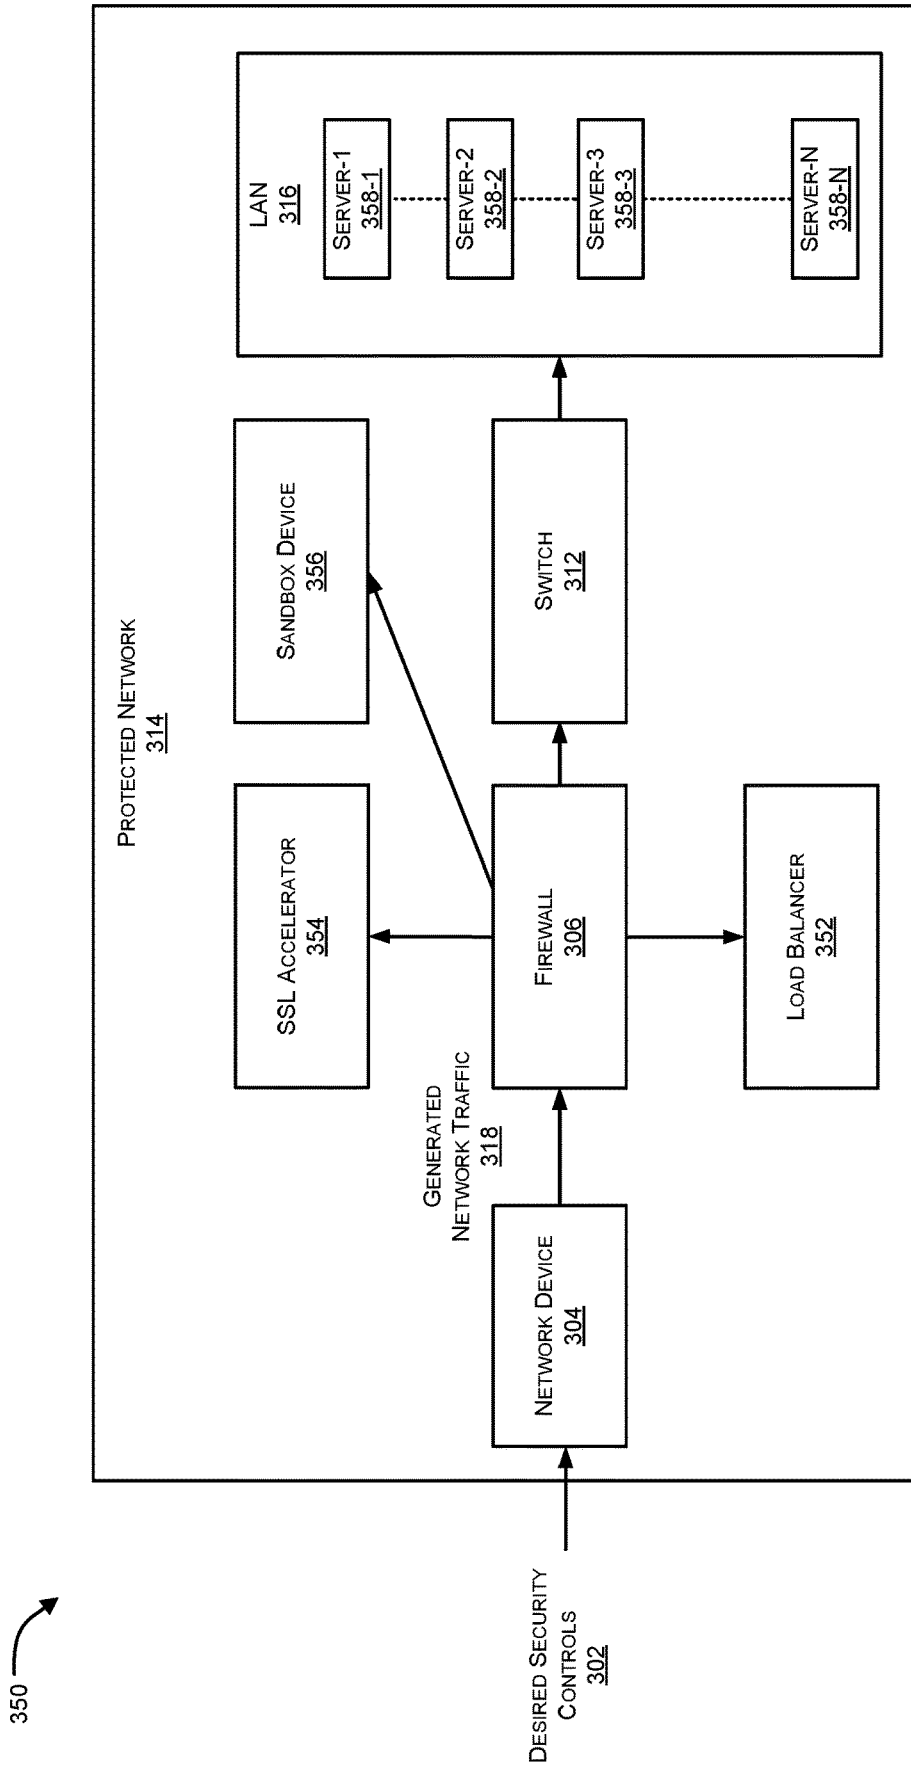 350
PROTECTED NETWORK
314
SSL ACCELERATOR
354
SANDBOX DEVICE
356
LAN
316
SERVER-1
358-1
SERVER-2
358-2
SERVER-3
358-3
SERVER-N
358-N
DESIRED SECURITY
CONTROLS
302
NETWORK DEVICE
304
GENERATED
NETWORK TRAFFIC
318
FIREWALL
306
SWITCH
312
LOAD BALANCER
352